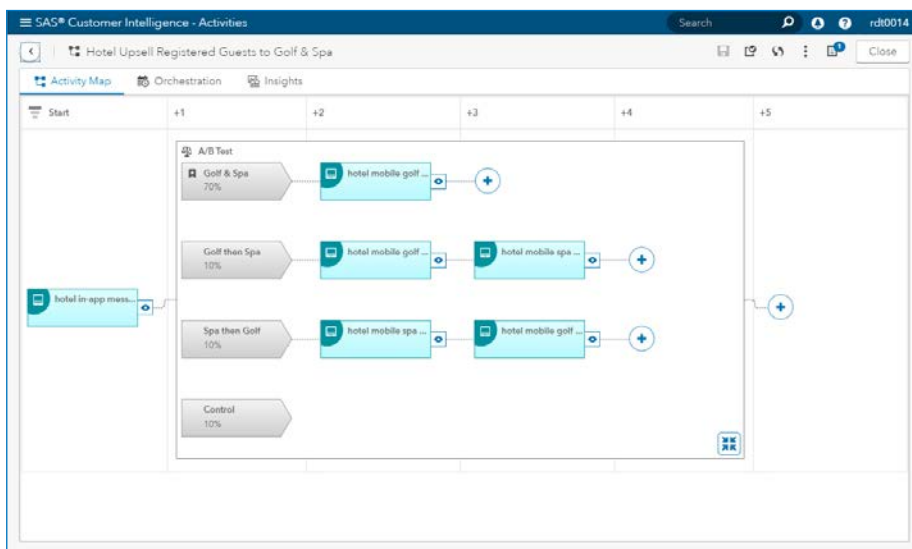 SAS® Customer Intelligence - Activities
Search
rdt0014
Hotel Upsell Registered Guests to Golf & Spa
Close
Activity Map
Orchestration
Insights
Start
+1
+2
+3
+4
+5
A/B Test
Golf & Spa
70%
hotel mobile golf ...
Golf then Spa
10%
hotel mobile golf ...
hotel mobile spa ...
hotel in-app mess...
Spa then Golf
10%
hotel mobile spa ...
hotel mobile golf ...
Control
10%